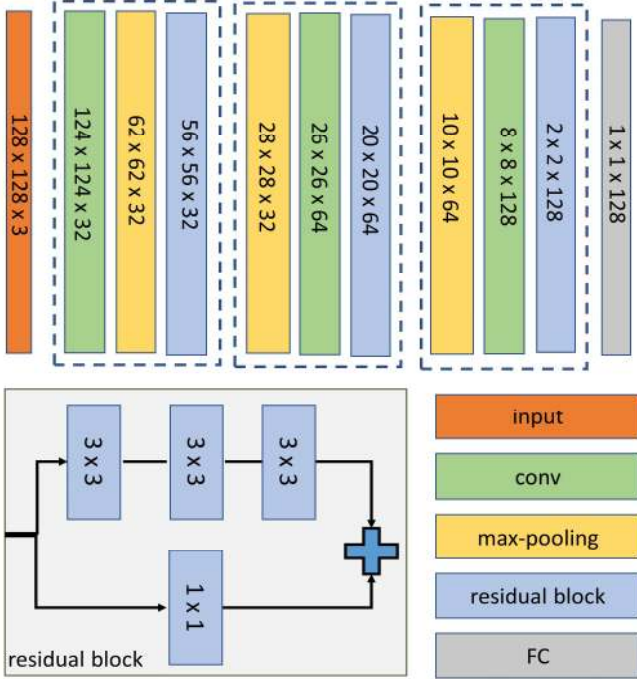 128 x 128 x 3
124 x 124 x 32
62 x 62 x 32
56 x 56 x 32
28 x 28 x 32
26 x 26 x 64
20 x 20 x 64
10 x 10 x 64
8 x 8 x 128
2 x 2 x 128
1 x 1 x 128
3 x 3
3 x 3
3 x 3
1 x 1
residual block
input
conv
max-pooling
residual block
FC